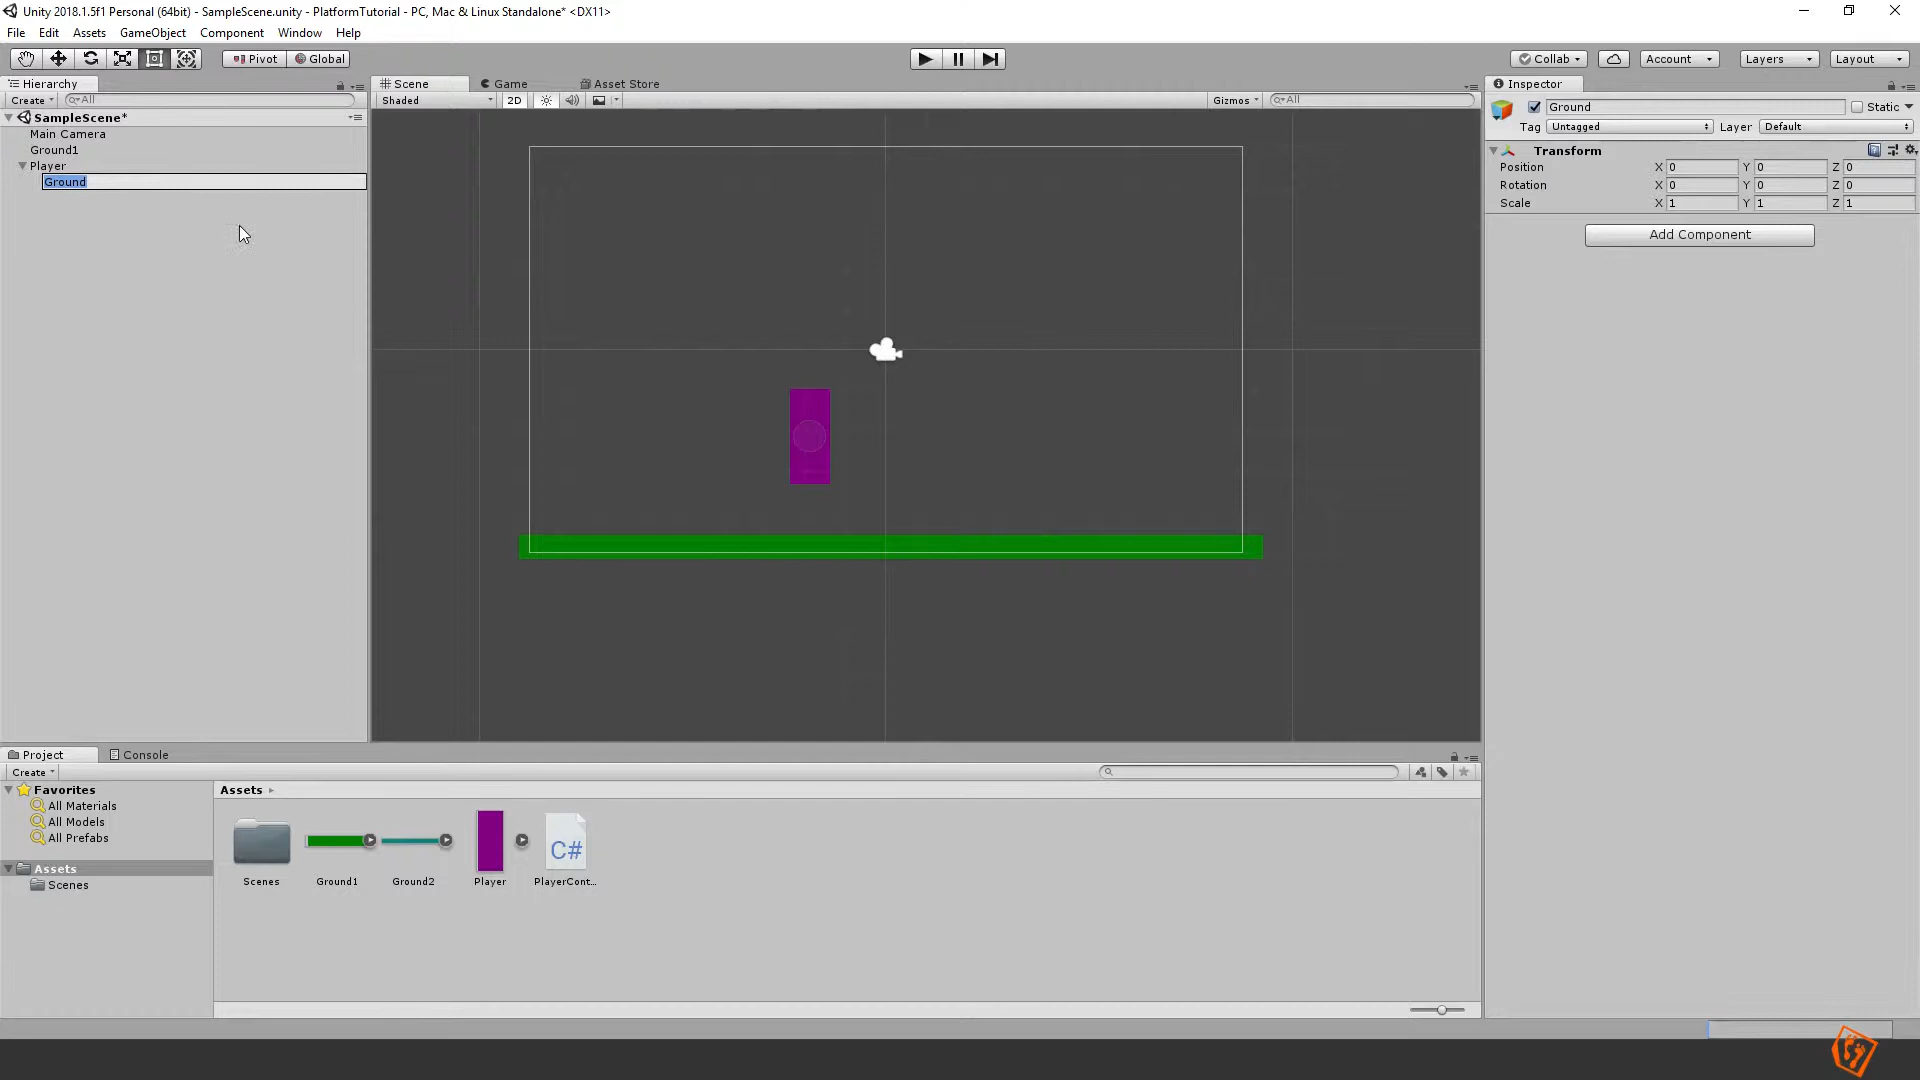 Unity 2018.1.5f1 Personal (64bit) - SampleScene.unity - PlatformTutorial - PC, Mac & Linux Standalone* <DX11>
File Edit Assets GameObject Component Window Help
Pivot Global Collab Account Layers Layout
Hierarchy
Create All
SampleScene*
Main Camera
Ground1
Player
Ground
Scene Game Asset Store
Shaded 2D Gizmos All
Inspector
Ground Static
Tag Untagged Layer Default
Transform
Position X 0 Y 0 Z 0
Rotation X 0 Y 0 Z 0
Scale X 1 Y 1 Z 1
Add Component
Project Console
Create
Favorites
All Materials
All Models
All Prefabs
Assets
Scenes
Assets
C#
Scenes Ground1 Ground2 Player PlayerCont...